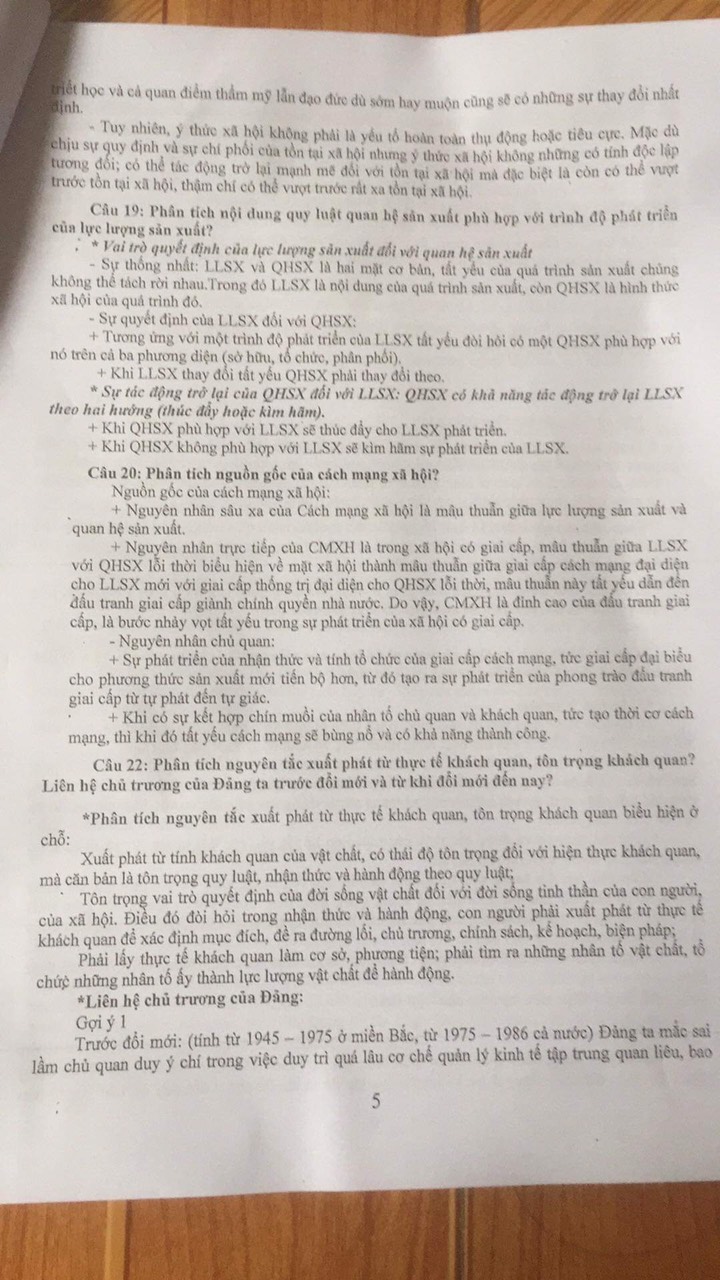 triết học và cả quan điểm thẩm mỹ lẫn đạo đức dù sớm hay muộn cũng sẽ có những sự thay đổi nhất
định.
- Tuy nhiên, ý thức xã hội không phải là yếu tố hoàn toàn thụ động hoặc tiêu cực. Mặc dù
chịu sự quy định và sự chi phối của tồn tại xã hội nhưng ý thức xã hội không những có tính độc lập
tương đối; có thể tác động trở lại mạnh mẽ đối với tồn tại xã hội mà đặc biệt là còn có thể vượt
trước tồn tại xã hội, thậm chí có thể vượt trước rất xa tồn tại xã hội.
Câu 19: Phân tích nội dung quy luật quan hệ sản xuất phù hợp với trình độ phát triển
của lực lượng sản xuất?
* Vai trò quyết định của lực lượng sản xuất đối với quan hệ sản xuất
- Sự thống nhất: LLSX và QHSX là hai mặt cơ bản, tất yếu của quá trình sản xuất chúng
không thể tách rời nhau.Trong đó LLSX là nội dung của quá trình sản xuất, còn QHSX là hình thức
xã hội của quá trình đó.
- Sự quyết định của LLSX đối với QHSX:
+ Tương ứng với một trình độ phát triển của LLSX tất yếu đòi hỏi có một QHSX phù hợp với
nó trên cả ba phương diện (sở hữu, tổ chức, phân phối).
+ Khi LLSX thay đổi tất yếu QHSX phải thay đổi theo.
* Sự tác động trở lại của QHSX đối với LLSX: QHSX có khả năng tác động trở lại LLSX
theo hai hướng (thúc đẩy hoặc kìm hãm).
+ Khi QHSX phù hợp với LLSX sẽ thúc đẩy cho LLSX phát triển.
+ Khi QHSX không phù hợp với LLSX sẽ kìm hãm sự phát triển của LLSX.
Câu 20: Phân tích nguồn gốc của cách mạng xã hội?
Nguồn gốc của cách mạng xã hội:
+ Nguyên nhân sâu xa của Cách mạng xã hội là mâu thuẫn giữa lực lượng sản xuất và
quan hệ sản xuất.
+ Nguyên nhân trực tiếp của CMXH là trong xã hội có giai cấp, mâu thuẫn giữa LLSX
với QHSX lỗi thời biểu hiện về mặt xã hội thành mâu thuẫn giữa giai cấp cách mạng đại diện
cho LLSX mới với giai cấp thống trị đại diện cho QHSX lỗi thời, mâu thuẫn này tất yếu dẫn đến
đấu tranh giai cấp giành chính quyền nhà nước. Do vậy, CMXH là đỉnh cao của đấu tranh giai
cấp, là bước nhảy vọt tất yếu trong sự phát triển của xã hội có giai cấp.
- Nguyên nhân chủ quan:
+ Sự phát triển của nhận thức và tính tổ chức của giai cấp cách mạng, tức giai cấp đại biểu
cho phương thức sản xuất mới tiến bộ hơn, từ đó tạo ra sự phát triển của phong trào đấu tranh
giai cấp từ tự phát đến tự giác.
+ Khi có sự kết hợp chín muồi của nhân tố chủ quan và khách quan, tức tạo thời cơ cách
mạng, thì khi đó tất yếu cách mạng sẽ bùng nổ và có khả năng thành công.
Câu 22: Phân tích nguyên tắc xuất phát từ thực tế khách quan, tôn trọng khách quan?
Liên hệ chủ trương của Đảng ta trước đổi mới và từ khi đổi mới đến nay?
*Phân tích nguyên tắc xuất phát từ thực tế khách quan, tôn trọng khách quan biểu hiện ở
chỗ:
Xuất phát từ tính khách quan của vật chất, có thái độ tôn trọng đối với hiện thực khách quan,
mà căn bản là tôn trọng quy luật, nhận thức và hành động theo quy luật;
Tôn trọng vai trò quyết định của đời sống vật chất đối với đời sống tinh thần của con người,
của xã hội. Điều đó đòi hỏi trong nhận thức và hành động, con người phải xuất phát từ thực tế
khách quan để xác định mục đích, đề ra đường lối, chủ trương, chính sách, kế hoạch, biện pháp;
Phải lấy thực tế khách quan làm cơ sở, phương tiện; phải tìm ra những nhân tố vật chất, tổ
chức những nhân tố ấy thành lực lượng vật chất để hành động.
*Liên hệ chủ trương của Đảng:
Gợi ý 1
Trước đổi mới: (tính từ 1945 – 1975 ở miền Bắc, từ 1975 – 1986 cả nước) Đảng ta mắc sai
lầm chủ quan duy ý chí trong việc duy trì quá lâu cơ chế quản lý kinh tế tập trung quan liêu, bao
5